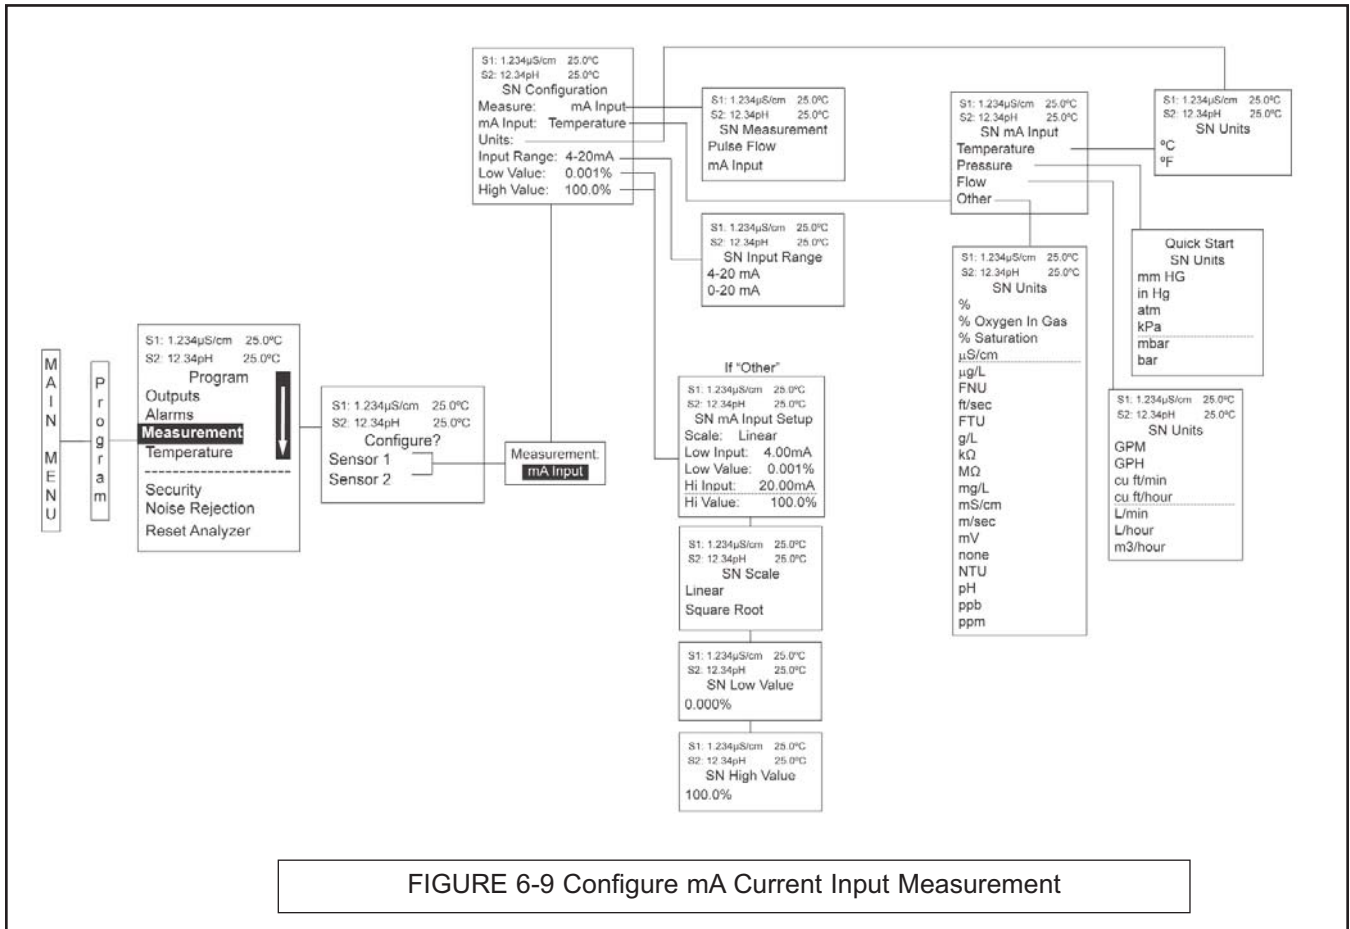 MAIN MENU
Program
S1: 1.234µS/cm 25.0ºC
S2: 12.34pH 25.0ºC
Program
Outputs
Alarms
Measurement
Temperature
Security
Noise Rejection
Reset Analyzer
S1: 1.234µS/cm 25.0ºC
S2: 12.34pH 25.0ºC
Configure?
Sensor 1
Sensor 2
Measurement:
mA Input
S1: 1.234µS/cm 25.0ºC
S2: 12.34pH 25.0ºC
SN Configuration
Measure: mA Input
mA Input: Temperature
Units:
Input Range: 4-20mA
Low Value: 0.001%
High Value: 100.0%
S1: 1.234µS/cm 25.0ºC
S2: 12.34pH 25.0ºC
SN Measurement
Pulse Flow
mA Input
S1. 1.234µS/cm 25.0ºC
S2: 12.34pH 25.0ºC
SN Input Range
4-20 mA
0-20 mA
If "Other"
S1: 1.234µS/cm 25.0ºC
S2: 12.34pH 25.0ºC
SN mA Input Setup
Scale: Linear
Low Input: 4.00mA
Low Value: 0.001%
Hi Input: 20.00mA
Hi Value: 100.0%
S1: 1.234µS/cm 25.0ºC
S2: 12.34pH 25.0ºC
SN Scale
Linear
Square Root
S1: 1.234µS/cm 25.0ºC
S2. 12.34pH 25.0ºC
SN Low Value
0.000%
S1: 1.234µS/cm 25.0ºC
S2: 12.34pH 25.0ºC
SN High Value
100.0%
S1: 1.234µS/cm 25.0ºC
S2: 12.34pH 25.0ºC
SN mA Input
Temperature
Pressure
Flow
Other
S1: 1.234µS/cm 25.0ºC
S2: 12.34pH 25.0ºC
SN Units
ºC
ºF
S1: 1.234µS/cm 25.0ºC
S2: 12.34pH 25.0ºC
SN Units
%
% Oxygen In Gas
% Saturation
µS/cm
µg/L
FNU
ft/sec
FTU
g/L
kΩ
MΩ
mg/L
mS/cm
m/sec
mV
none
NTU
pH
ppb
ppm
Quick Start
SN Units
mm HG
in Hg
atm
kPa
mbar
bar
S1: 1.234µS/cm 25.0ºC
S2: 12.34pH 25.0ºC
SN Units
GPM
GPH
cu ft/min
cu ft/hour
L/min
L/hour
m3/hour
FIGURE 6-9 Configure mA Current Input Measurement